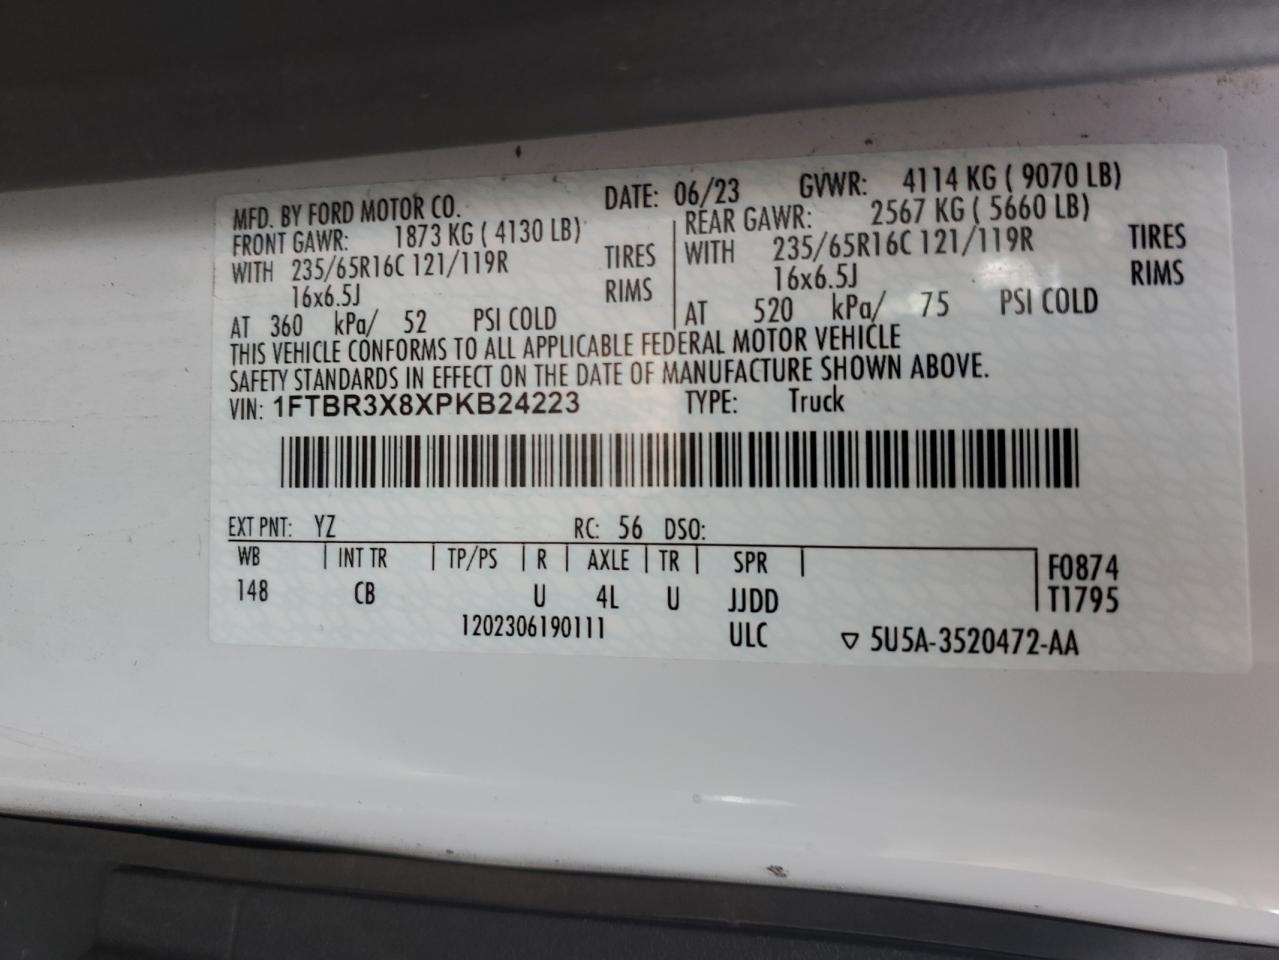 MFD. BY FORD MOTOR CO. DATE: 06/23 GVWR: 4114 KG ( 9070 LB)
FRONT GAWR: 1873 KG ( 4130 LB) REAR GAWR: 2567 KG ( 5660 LB)
WITH 235/65R16C 121/119R TIRES WITH 235/65R16C 121/119R TIRES
16x6.5J RIMS 16x6.5J RIMS
AT 360 kPa/ 52 PSI COLD AT 520 kPa/ 75 PSI COLD
THIS VEHICLE CONFORMS TO ALL APPLICABLE FEDERAL MOTOR VEHICLE
SAFETY STANDARDS IN EFFECT ON THE DATE OF MANUFACTURE SHOWN ABOVE.
VIN: 1FTBR3X8XPKB24223 TYPE: Truck
EXT PNT: YZ RC: 56 DSO:
WB INT TR TP/PS R AXLE TR SPR F0874
148 CB U 4L U JJDD T1795
1202306190111 ULC ▽ 5U5A-3520472-AA